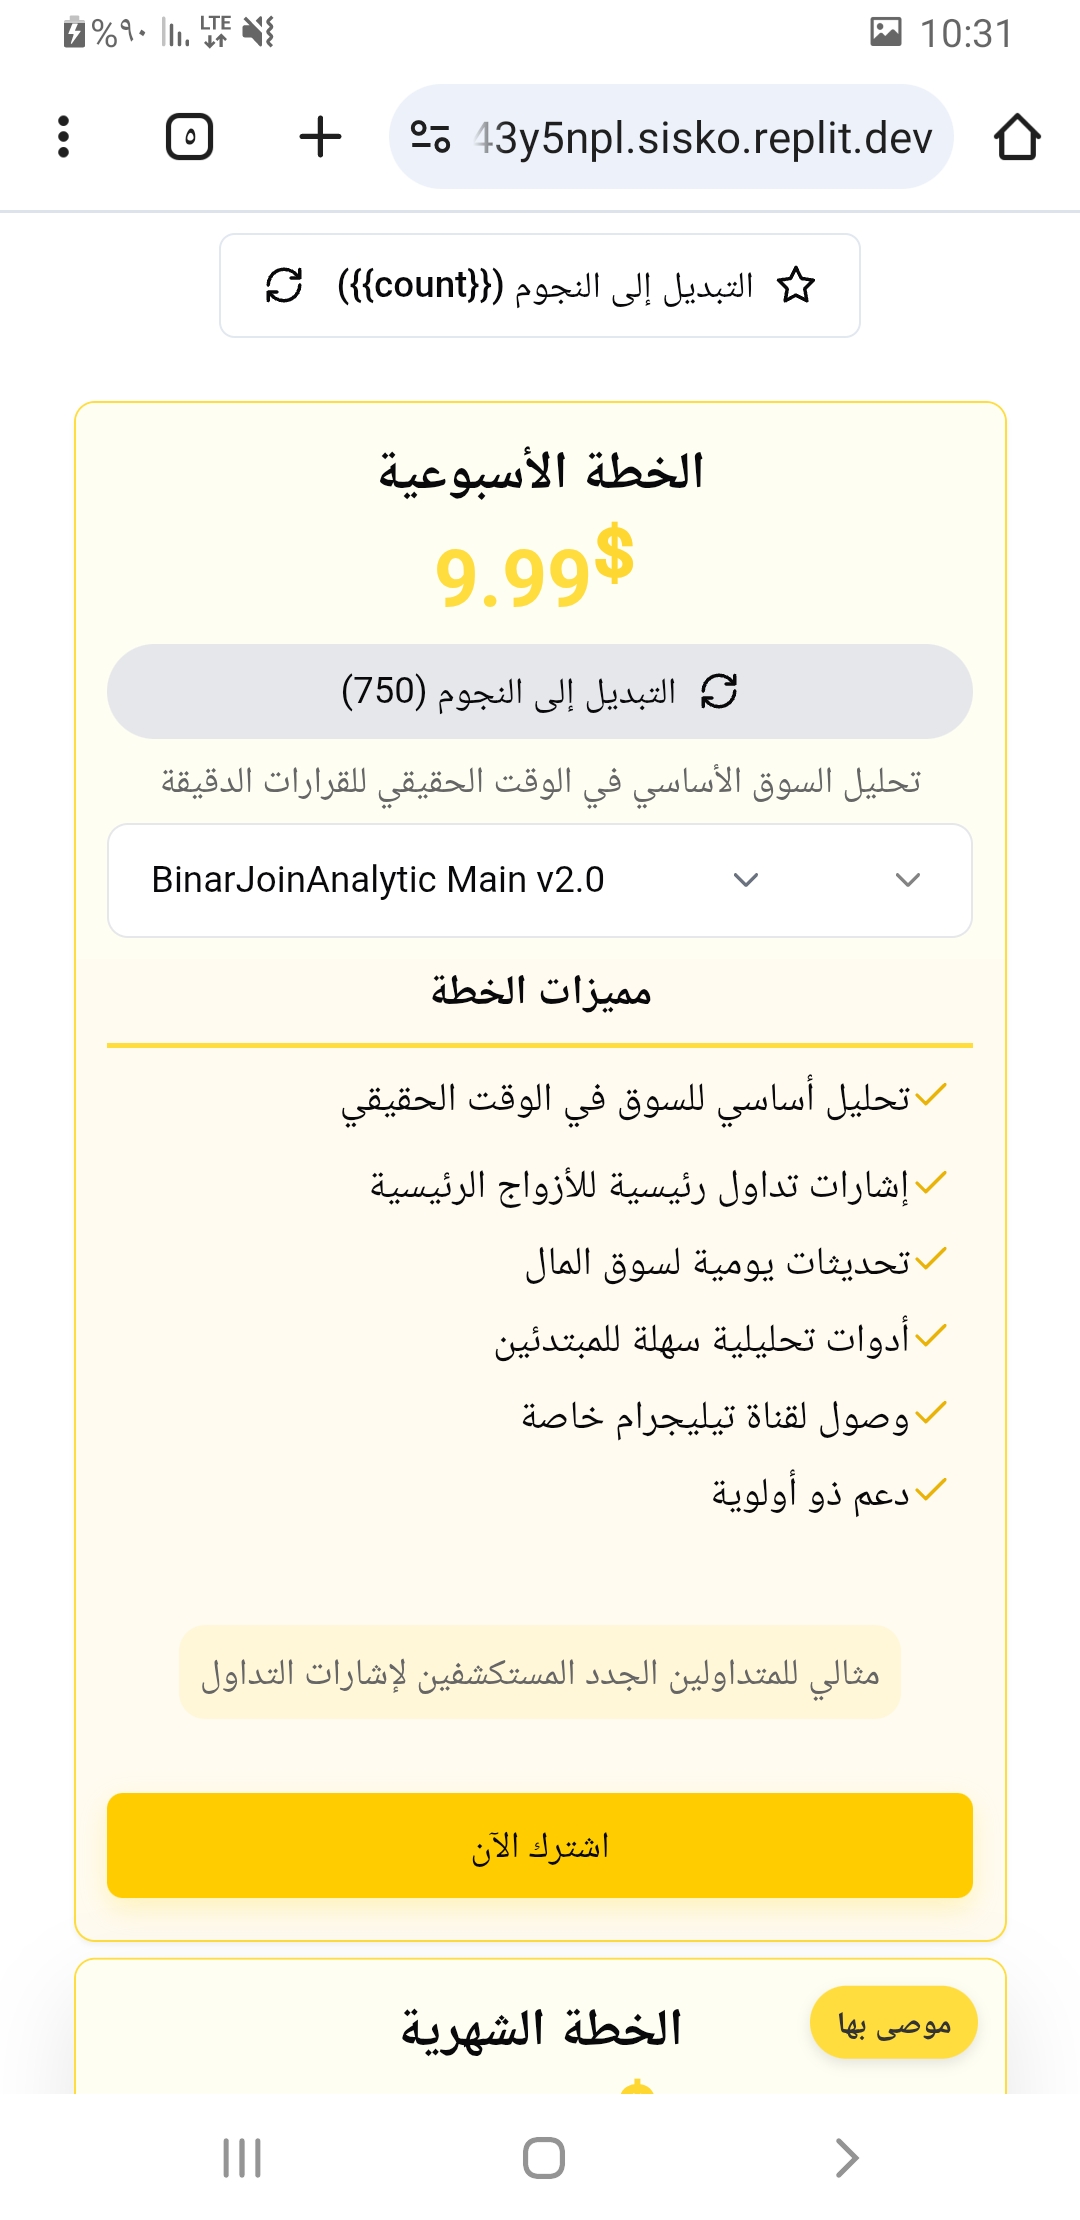 %٩٠ LTE 10:31
٥ 43y5npl.sisko.replit.dev
التبديل إلى النجوم ({{count}})
الخطة الأسبوعية
9.99$
التبديل إلى النجوم (750)
تحليل السوق الأساسي في الوقت الحقيقي للقرارات الدقيقة
BinarJoinAnalytic Main v2.0
مميزات الخطة
تحليل أساسي للسوق في الوقت الحقيقي
إشارات تداول رئيسية للأزواج الرئيسية
تحديثات يومية لسوق المال
أدوات تحليلية سهلة للمبتدئين
وصول لقناة تيليجرام خاصة
دعم ذو أولوية
مثالي للمتداولين الجدد المستكشفين لإشارات التداول
اشترك الآن
موصى بها
الخطة الشهرية
$